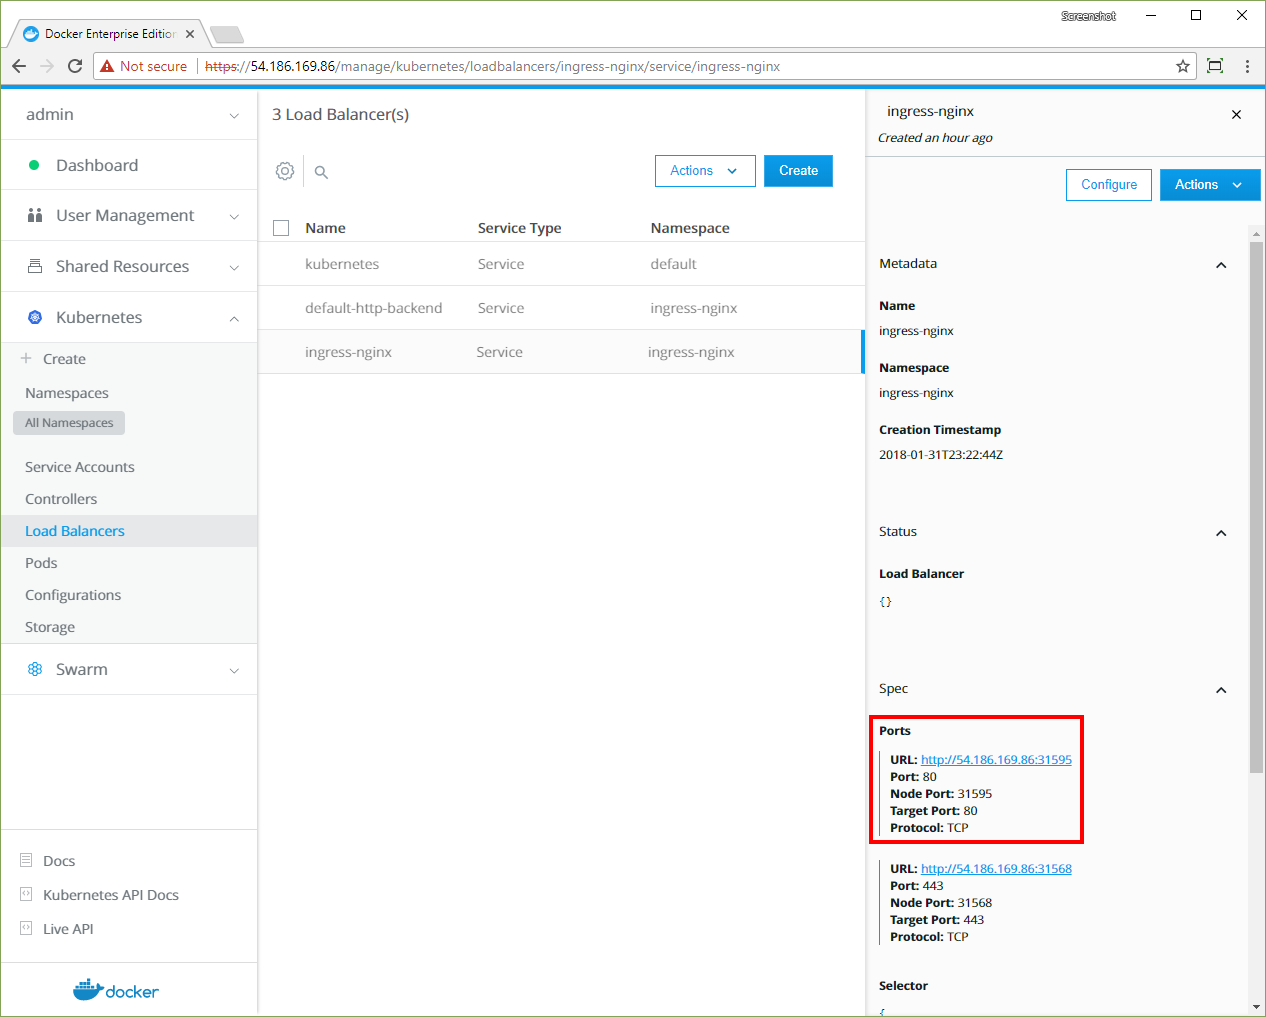 Screenshot
Docker Enterprise Edition
Not secure
https://54.186.169.86/manage/kubernetes/loadbalancers/ingress-nginx/service/ingress-nginx
admin
Dashboard
User Management
Shared Resources
Kubernetes
Create
Namespaces
All Namespaces
Service Accounts
Controllers
Load Balancers
Pods
Configurations
Storage
Swarm
Docs
Kubernetes API Docs
Live API
docker
3 Load Balancer(s)
Actions
Create
Name Service Type Namespace
kubernetes Service default
default-http-backend Service ingress-nginx
ingress-nginx Service ingress-nginx
ingress-nginx
Created an hour ago
Configure
Actions
Metadata
Name
ingress-nginx
Namespace
ingress-nginx
Creation Timestamp
2018-01-31T23:22:44Z
Status
Load Balancer
{}
Spec
Ports
URL: http://54.186.169.86:31595
Port: 80
Node Port: 31595
Target Port: 80
Protocol: TCP
URL: http://54.186.169.86:31568
Port: 443
Node Port: 31568
Target Port: 443
Protocol: TCP
Selector
{